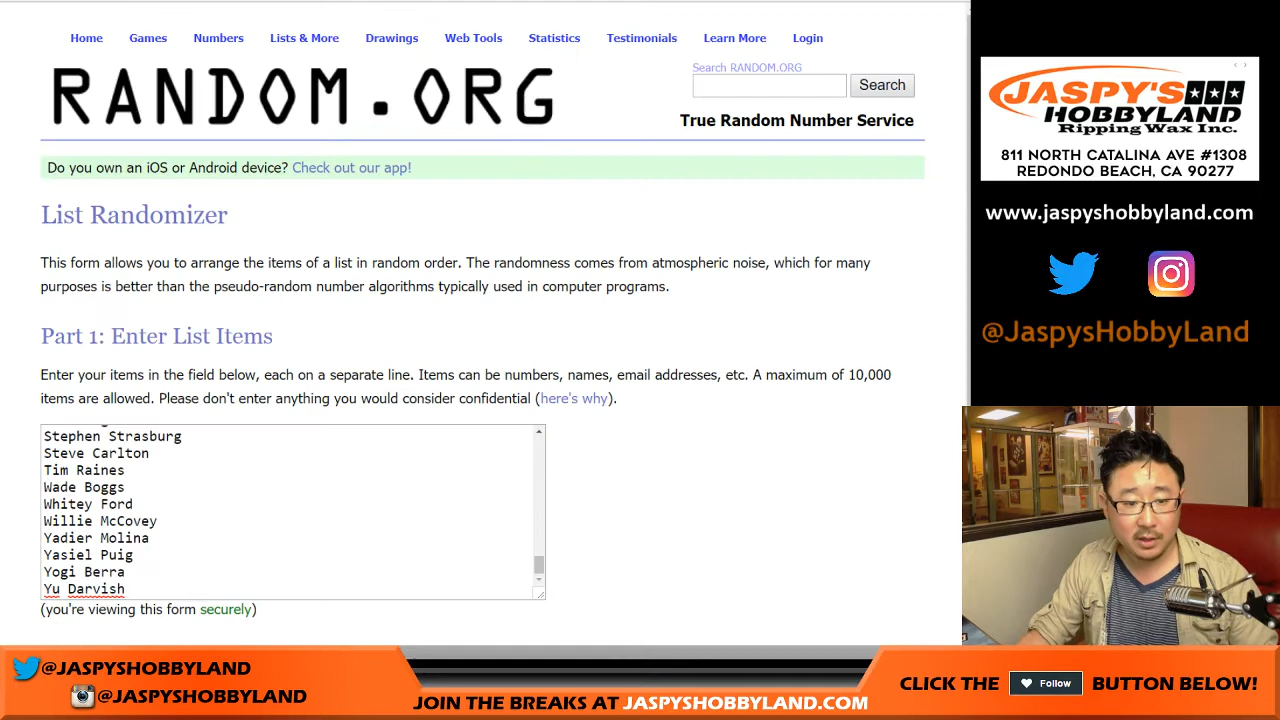 Home Games Numbers Lists & More Drawings Web Tools Statistics Testimonials Learn More Login
RANDOM.ORG
Search RANDOM.ORG
Search
True Random Number Service
Do you own an iOS or Android device? Check out our app!
List Randomizer
This form allows you to arrange the items of a list in random order. The randomness comes from atmospheric noise, which for many
purposes is better than the pseudo-random number algorithms typically used in computer programs.
Part 1: Enter List Items
Enter your items in the field below, each on a separate line. Items can be numbers, names, email addresses, etc. A maximum of 10,000
items are allowed. Please don't enter anything you would consider confidential (here's why).
Stephen Strasburg
Steve Carlton
Tim Raines
Wade Boggs
Whitey Ford
Willie McCovey
Yadier Molina
Yasiel Puig
Yogi Berra
Yu Darvish
(you're viewing this form securely)
JASPY'S
HOBBYLAND
Ripping Wax Inc.
811 NORTH CATALINA AVE #1308
REDONDO BEACH, CA 90277
www.jaspyshobbyland.com
@JaspysHobbyLand
@JASPYSHOBBYLAND
@JASPYSHOBBYLAND
JOIN THE BREAKS AT JASPYSHOBBYLAND.COM
CLICK THE Follow BUTTON BELOW!